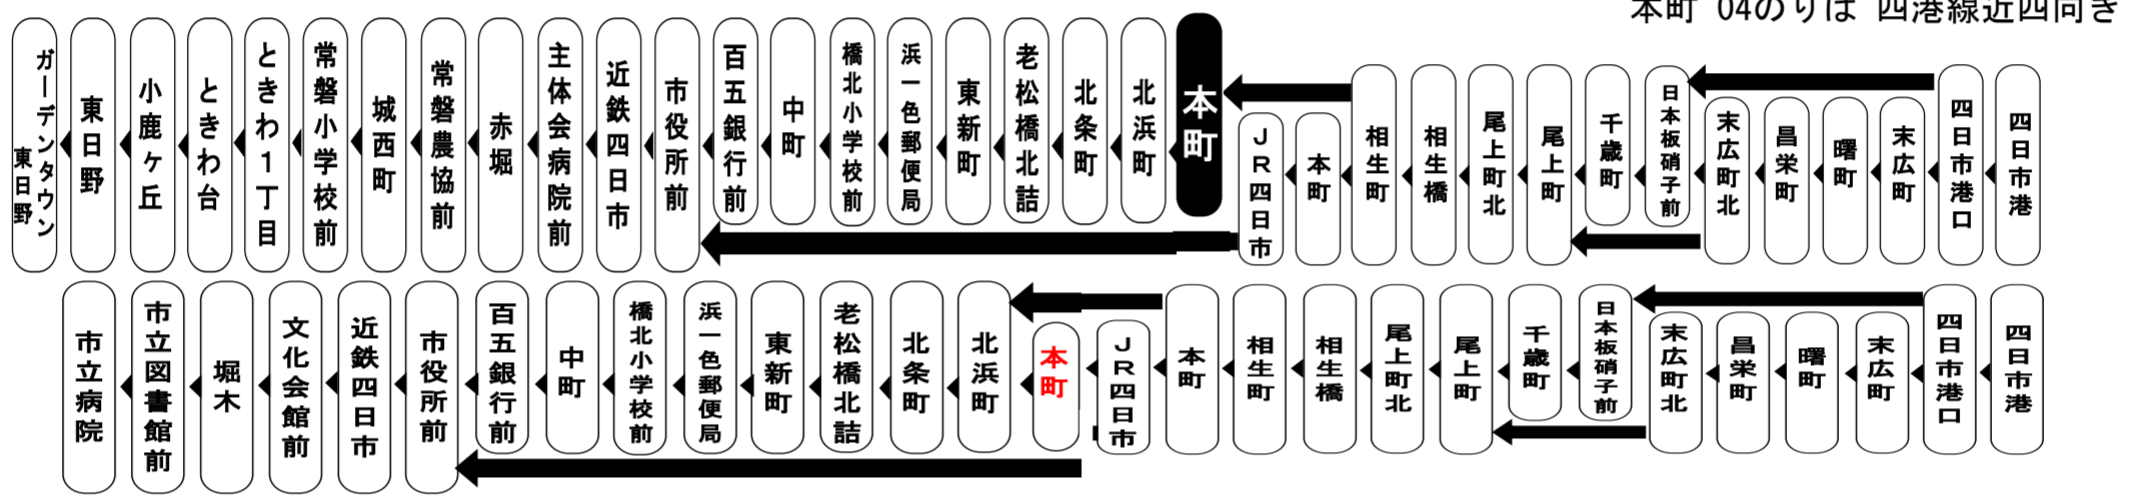 本町 04のりば 四港線近四向き
四日市港
四日市港口
末広町
曙町
昌栄町
末広町北
日本板硝子前
千歳町
尾上町
尾上町北
相生橋
相生町
本町
JR四日市
本町
北浜町
北条町
老松橋北詰
東新町
浜一色郵便局
橋北小学校前
中町
百五銀行前
市役所前
近鉄四日市
主体会病院前
赤堀
常磐農協前
城西町
常磐小学校前
ときわ1丁目
ときわ台
小鹿ヶ丘
東日野
ガーデンタウン
東日野
四日市港
四日市港口
末広町
曙町
昌栄町
末広町北
日本板硝子前
千歳町
尾上町
尾上町北
相生橋
相生町
本町
JR四日市
本町
北浜町
北条町
老松橋北詰
東新町
浜一色郵便局
橋北小学校前
中町
百五銀行前
市役所前
近鉄四日市
文化会館前
堀木
市立図書館前
市立病院